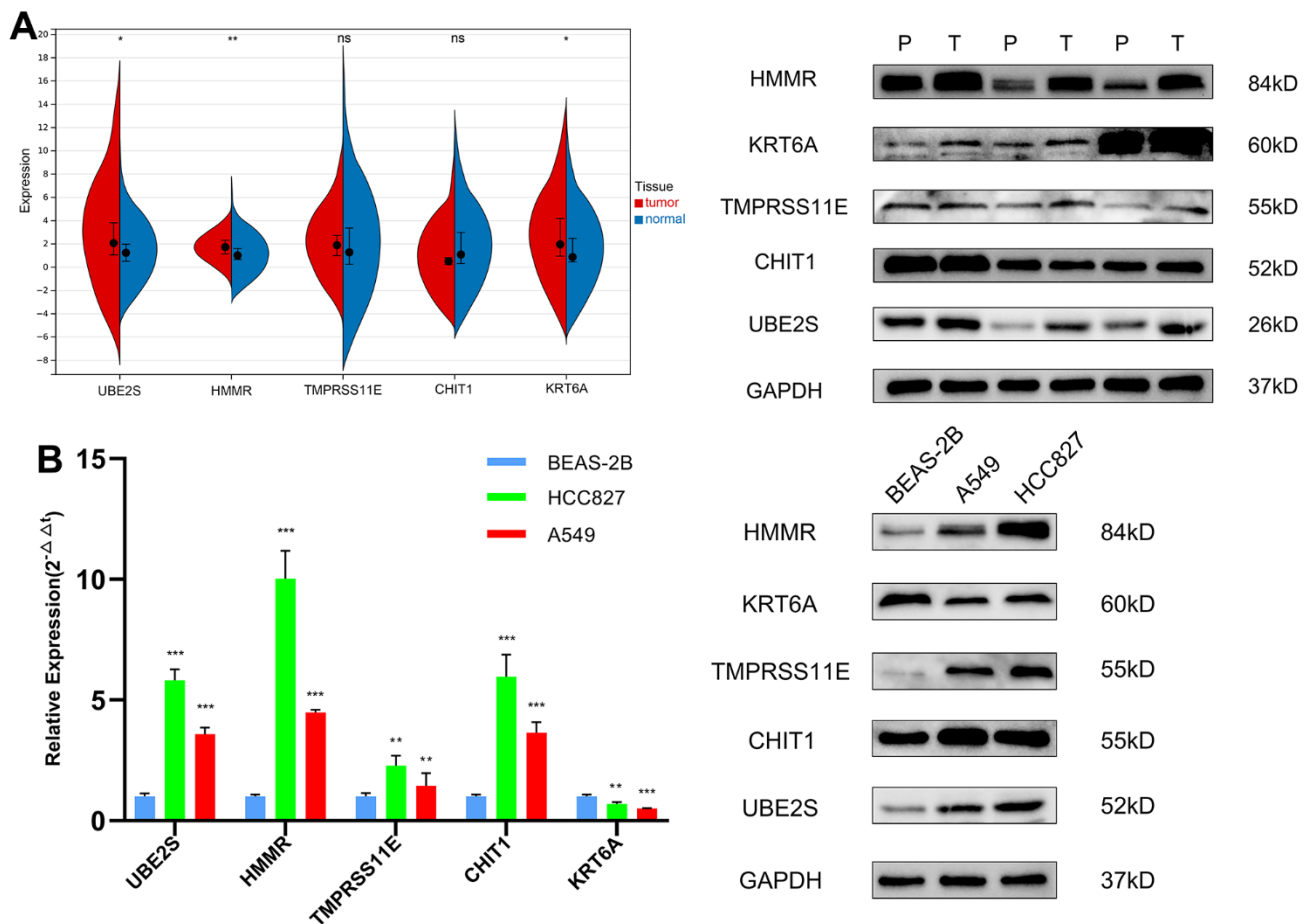 A
* ** ns ns *
20
18
16
14
12
10
8
6
4
2
0
−2
−4
−6
−8
Expression
UBE2S HMMR TMPRSS11E CHIT1 KRT6A
Tissue
tumor
normal
P T P T P T
HMMR 84kD
KRT6A 60kD
TMPRSS11E 55kD
CHIT1 52kD
UBE2S 26kD
GAPDH 37kD
B
15
10
5
0
Relative Expression(2-Δ Δt)
BEAS-2B
HCC827
A549
*** *** *** *** ** ** *** *** ** ***
UBE2S HMMR TMPRSS11E CHIT1 KRT6A
BEAS-2B A549 HCC827
HMMR 84kD
KRT6A 60kD
TMPRSS11E 55kD
CHIT1 55kD
UBE2S 52kD
GAPDH 37kD